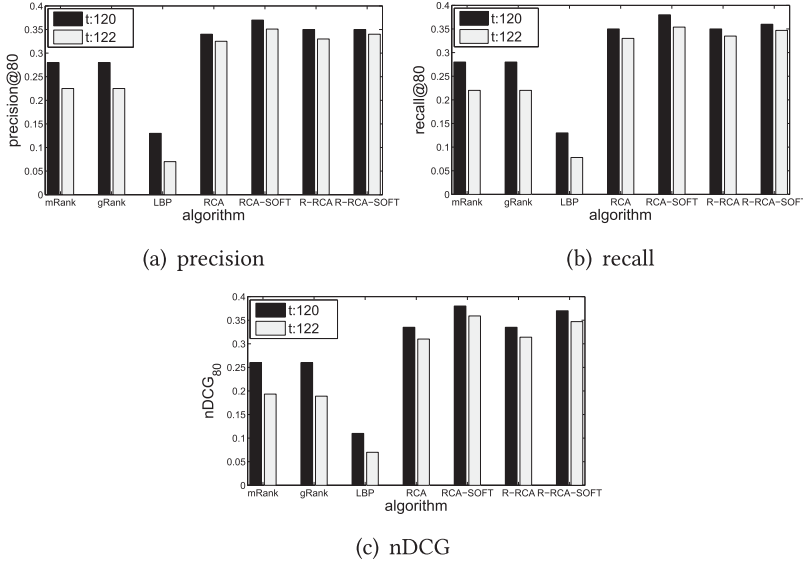 0.4
0.35
0.3
0.25
0.2
0.15
0.1
0.05
0
precision@80
t:120
t:122
mRank gRank LBP RCA RCA−SOFT R−RCA R−RCA−SOFT
algorithm
(a) precision
0.4
0.35
0.3
0.25
0.2
0.15
0.1
0.05
0
recall@80
t:120
t:122
mRank gRank LBP RCA RCA−SOFT R−RCA R−RCA−SOFT
algorithm
(b) recall
0.4
0.35
0.3
0.25
0.2
0.15
0.1
0.05
0
nDCG80
t:120
t:122
mRank gRank LBP RCA RCA−SOFT R−RCA R−RCA−SOFT
algorithm
(c) nDCG